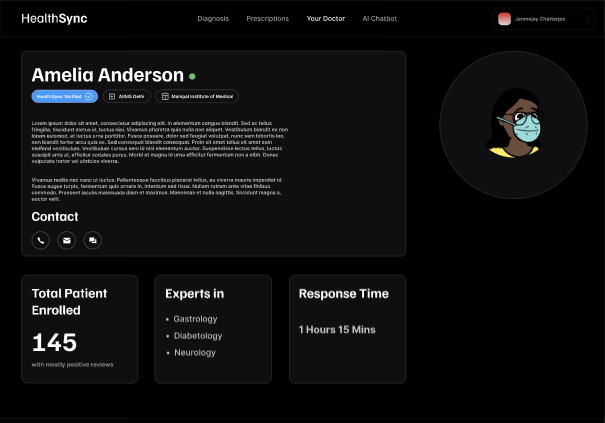 HealthSync
Diagnosis
Prescriptions
Your Doctor
AI Chatbot
Janmejay Chatterjee
Amelia Anderson
HealthSync Verified
AIIMS Delhi
Manipal Institute of Medical
Lorem ipsum dolor sit amet, consectetur adipiscing elit. In elementum congue blandit. Sed ac tellus
fringilla, tincidunt metus id, luctus risi. Vivamus pharetra quis nulla non aliquet. Vestibulum blandit ex non
lorem euismod, et luctus urna porttitor. Fusce posuere, dolor sed feugiat volutpat, nunc sem lobortis leo,
non blandit tortor arcu quis ex. Sed consequat blandit consequat. Proin sit amet tellus sit amet sem
eleifend vestibulum. Vestibulum cursus sem id nisl elementum auctor. Suspendisse lectus tellus, luctus
suscipit ante at, efficitur sodales purus. Morbi et magna id urna efficitur fermentum non a nibh. Donec
vulputate tortor vel ultricies viverra.
Vivamus mollis nec nunc ut luctus. Pellentesque faucibus placerat tellus, eu viverra mauris imperdiet id.
Fusce augue turpis, fermentum quis ornare in, interdum sed risus. Nullam rutrum ante vitae finibus
commodo. Praesent iaculis malesuada diam et maximus. Maecenas et nulla sagittis, tincidunt magna a,
auctor velit.
Contact
Total Patient
Enrolled
145
with mostly positive reviews
Experts in
• Gastrology
• Diabetology
• Neurology
Response Time
1 Hours 15 Mins